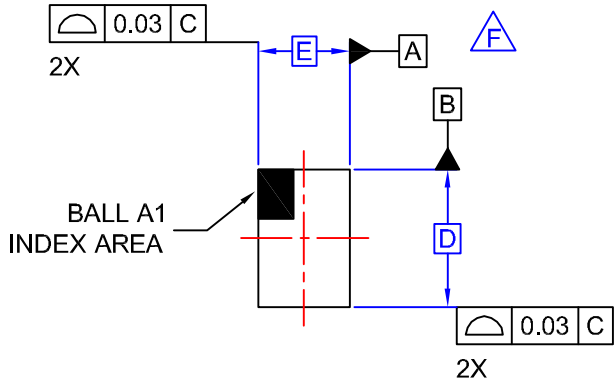 0.03 C
2X
E
A
F
B
BALL A1
INDEX AREA
D
0.03 C
2X